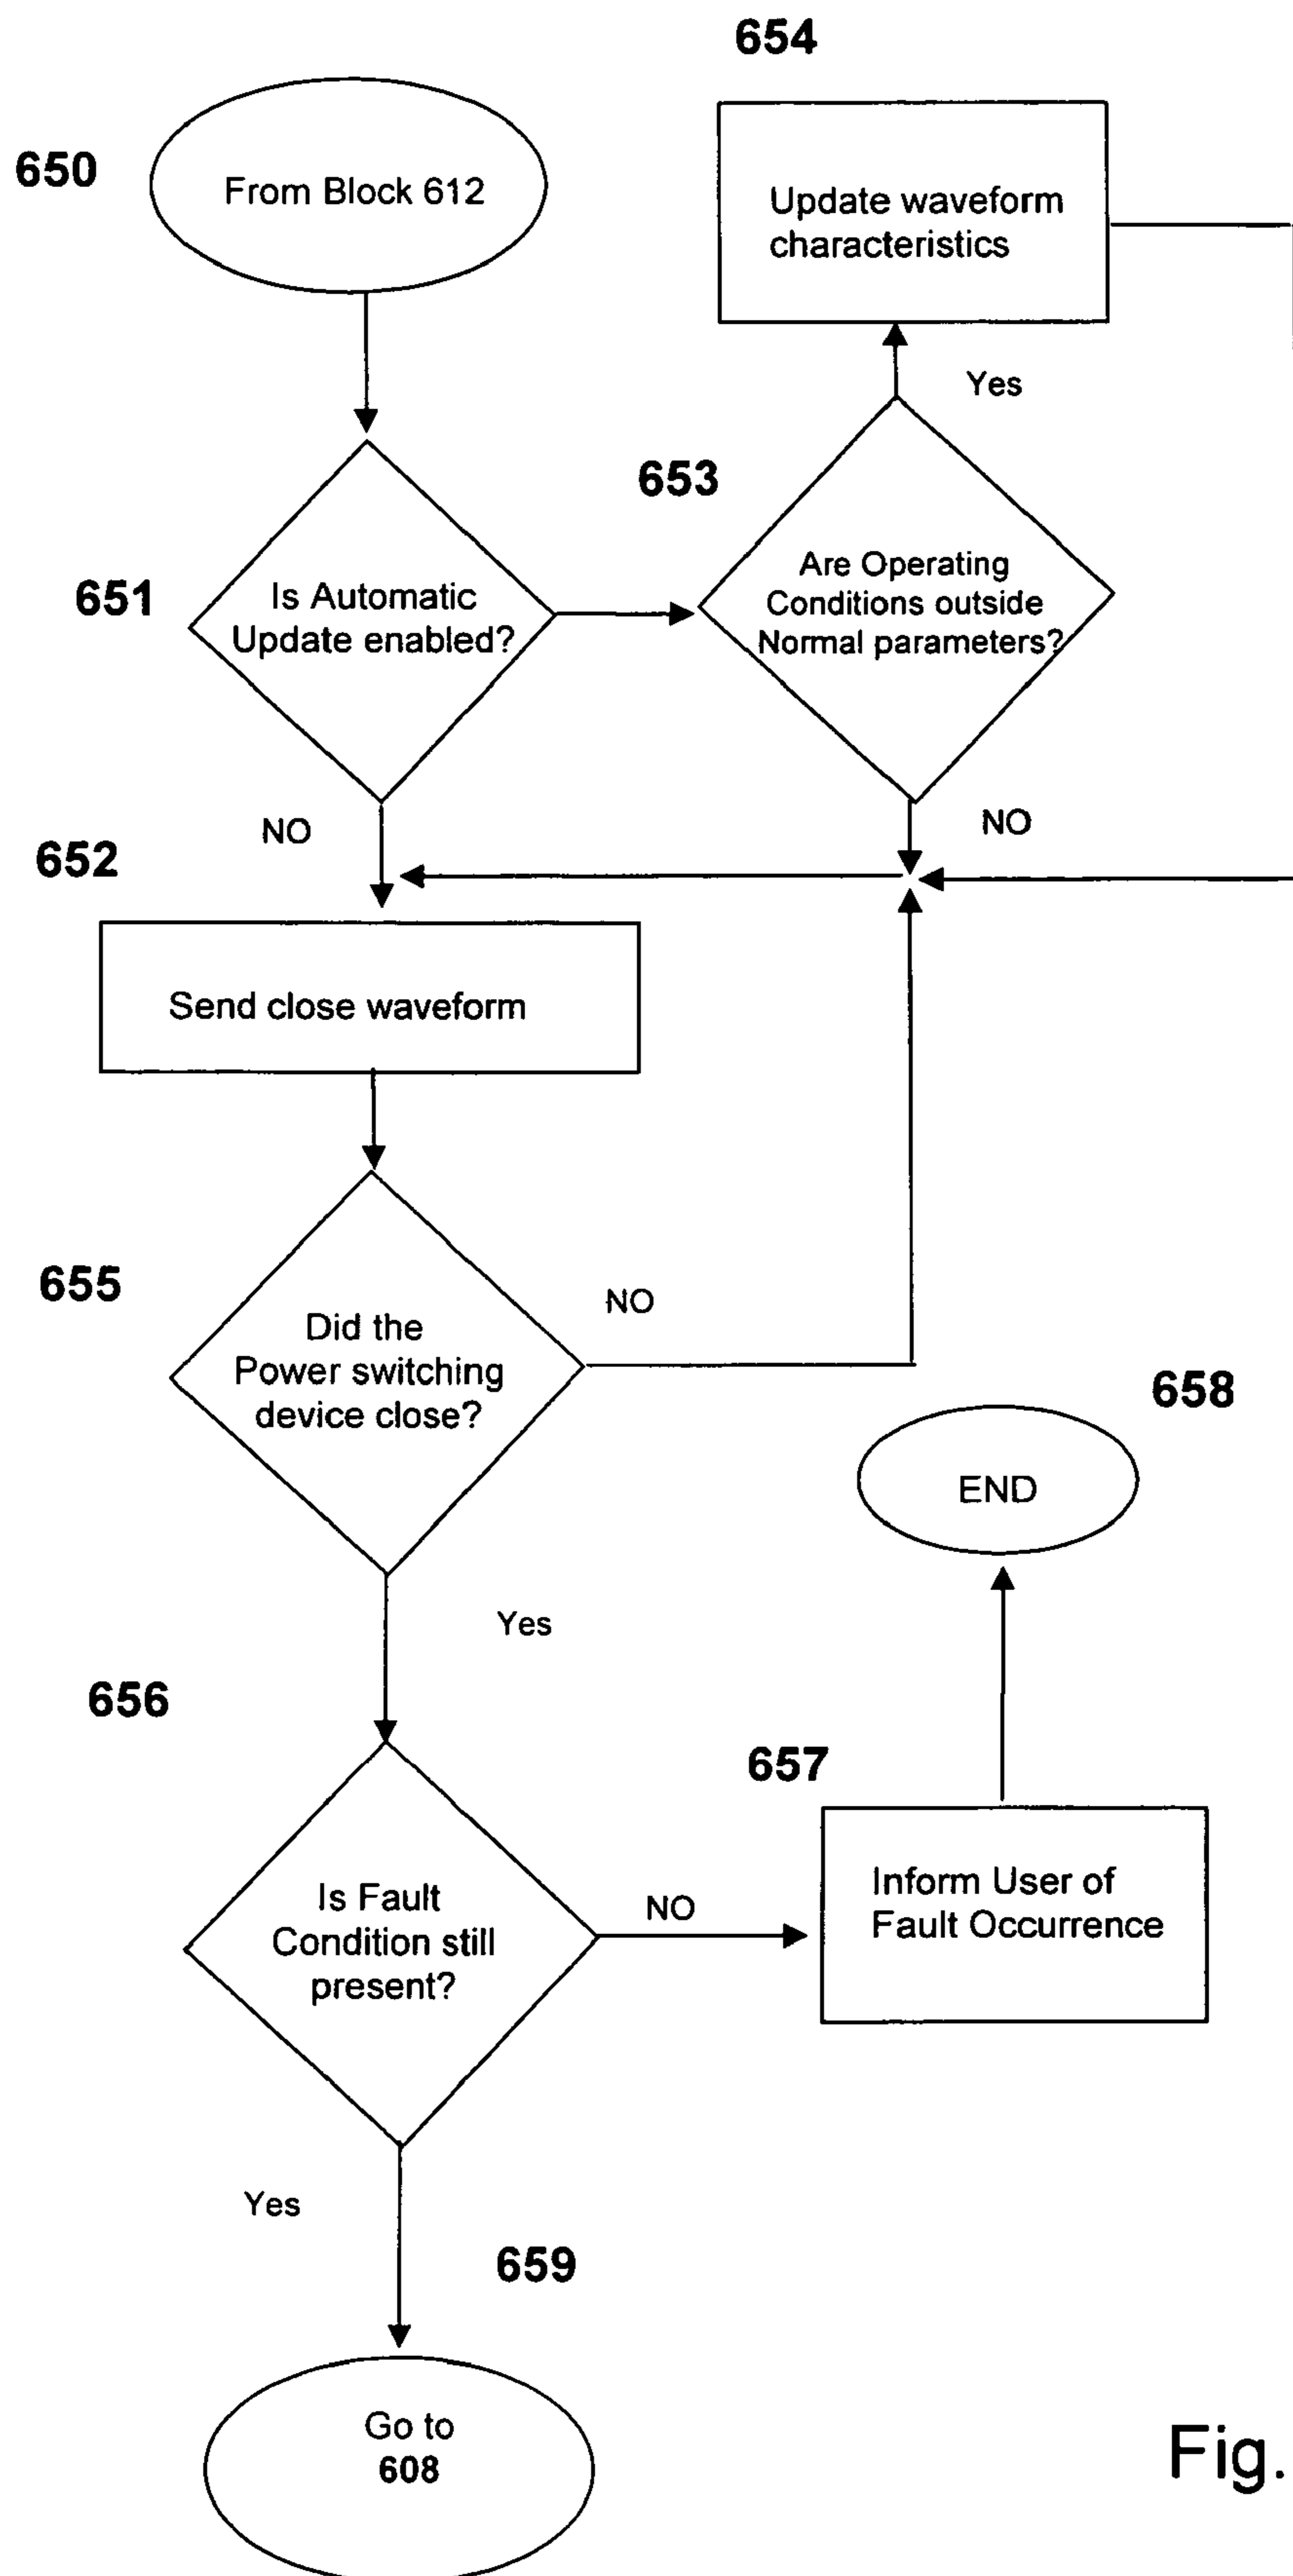 654
650
From Block 612
Update waveform
characteristics
Yes
653
651
Is Automatic
Update enabled?
Are Operating
Conditions outside
Normal parameters?
NO
NO
652
Send close waveform
655
NO
Did the
Power switching
device close?
658
END
Yes
656
657
Is Fault
Condition still
present?
NO
Inform User of
Fault Occurrence
Yes
659
Go to
608
Fig.